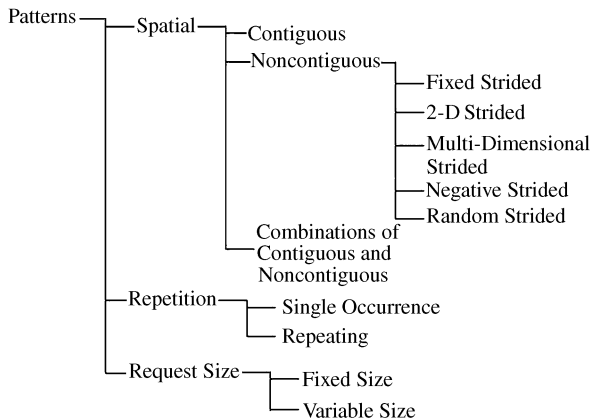 Patterns
Spatial
Contiguous
Noncontiguous
Fixed Strided
2-D Strided
Multi-Dimensional
Strided
Negative Strided
Random Strided
Combinations of
Contiguous and
Noncontiguous
Repetition
Single Occurrence
Repeating
Request Size
Fixed Size
Variable Size